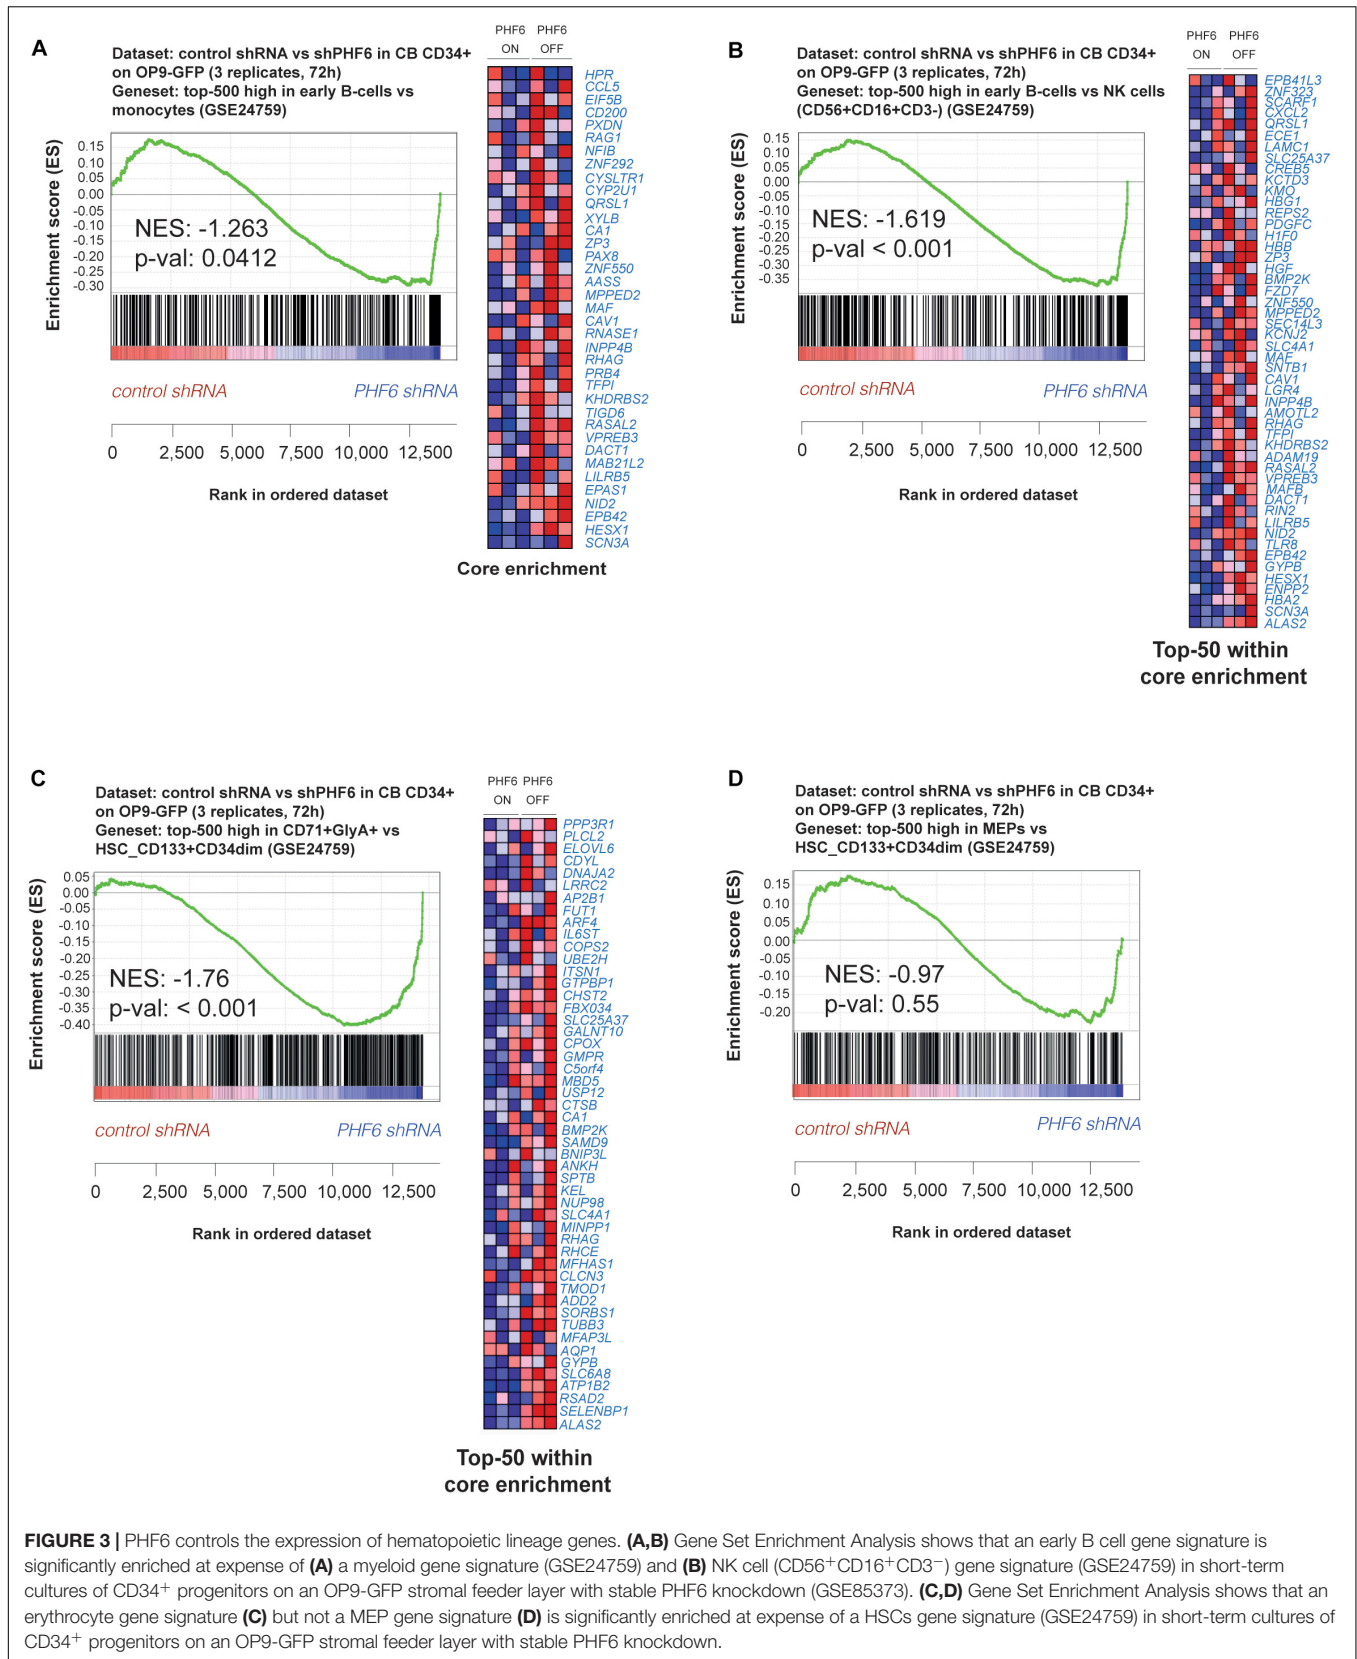 A
Dataset: control shRNA vs shPHF6 in CB CD34+
on OP9-GFP (3 replicates, 72h)
Geneset: top-500 high in early B-cells vs
monocytes (GSE24759)
PHF6 PHF6
ON OFF
Enrichment score (ES)
0.15
0.10
0.05
0.00
-0.05
-0.10
-0.15
-0.20
-0.25
-0.30
NES: -1.263
p-val: 0.0412
control shRNA PHF6 shRNA
0 2,500 5,000 7,500 10,000 12,500
Rank in ordered dataset
HPR
CCL5
EIF5B
CD200
PXDN
RAG1
NFIB
ZNF292
CYSLTR1
CYP2U1
QRSL1
XYLB
CA1
ZP3
PAX8
ZNF550
AASS
MPPED2
MAF
CAV1
RNASE1
INPP4B
RHAG
PRB4
TFPI
KHDRBS2
TIGD6
RASAL2
VPREB3
DACT1
MAB21L2
LILRB5
EPAS1
NID2
EPB42
HESX1
SCN3A
Core enrichment
B
Dataset: control shRNA vs shPHF6 in CB CD34+
on OP9-GFP (3 replicates, 72h)
Geneset: top-500 high in early B-cells vs NK cells
(CD56+CD16+CD3-) (GSE24759)
PHF6 PHF6
ON OFF
Enrichment score (ES)
0.15
0.10
0.05
0.00
-0.05
-0.10
-0.15
-0.20
-0.25
-0.30
-0.35
NES: -1.619
p-val < 0.001
control shRNA PHF6 shRNA
0 2,500 5,000 7,500 10,000 12,500
Rank in ordered dataset
EPB41L3
ZNF323
SCARF1
CXCL2
QRSL1
ECE1
LAMC1
SLC25A37
CREB5
KCTD3
KMO
HBG1
REPS2
PDGFC
H1F0
HBB
ZP3
HGF
BMP2K
FZD7
ZNF550
MPPED2
SEC14L3
KCNJ2
SLC4A1
MAF
SNTB1
CAV1
LGR4
INPP4B
AMOTL2
RHAG
TFPI
KHDRBS2
ADAM19
RASAL2
VPREB3
MAFB
DACT1
RIN2
LILRB5
NID2
TLR8
EPB42
GYPB
HESX1
ENPP2
HBA2
SCN3A
ALAS2
Top-50 within
core enrichment
C
Dataset: control shRNA vs shPHF6 in CB CD34+
on OP9-GFP (3 replicates, 72h)
Geneset: top-500 high in CD71+GlyA+ vs
HSC_CD133+CD34dim (GSE24759)
PHF6 PHF6
ON OFF
Enrichment score (ES)
0.05
0.00
-0.05
-0.10
-0.15
-0.20
-0.25
-0.30
-0.35
-0.40
NES: -1.76
p-val: < 0.001
control shRNA PHF6 shRNA
0 2,500 5,000 7,500 10,000 12,500
Rank in ordered dataset
PPP3R1
PLCL2
ELOVL6
CDYL
DNAJA2
LRRC2
AP2B1
FUT1
ARF4
IL6ST
COPS2
UBE2H
ITSN1
GTPBP1
CHST2
FBX034
SLC25A37
GALNT10
CPOX
GMPR
C5orf4
MBD5
USP12
CTSB
CA1
BMP2K
SAMD9
BNIP3L
ANKH
SPTB
KEL
NUP98
SLC4A1
MINPP1
RHAG
RHCE
MFHAS1
CLCN3
TMOD1
ADD2
SORBS1
TUBB3
MFAP3L
AQP1
GYPB
SLC6A8
ATP1B2
RSAD2
SELENBP1
ALAS2
Top-50 within
core enrichment
D
Dataset: control shRNA vs shPHF6 in CB CD34+
on OP9-GFP (3 replicates, 72h)
Geneset: top-500 high in MEPs vs
HSC_CD133+CD34dim (GSE24759)
Enrichment score (ES)
0.15
0.10
0.05
0.00
-0.05
-0.10
-0.15
-0.20
NES: -0.97
p-val: 0.55
control shRNA PHF6 shRNA
0 2,500 5,000 7,500 10,000 12,500
Rank in ordered dataset
FIGURE 3 | PHF6 controls the expression of hematopoietic lineage genes. (A,B) Gene Set Enrichment Analysis shows that an early B cell gene signature is
significantly enriched at expense of (A) a myeloid gene signature (GSE24759) and (B) NK cell (CD56+CD16+CD3−) gene signature (GSE24759) in short-term
cultures of CD34+ progenitors on an OP9-GFP stromal feeder layer with stable PHF6 knockdown (GSE85373). (C,D) Gene Set Enrichment Analysis shows that an
erythrocyte gene signature (C) but not a MEP gene signature (D) is significantly enriched at expense of a HSCs gene signature (GSE24759) in short-term cultures of
CD34+ progenitors on an OP9-GFP stromal feeder layer with stable PHF6 knockdown.